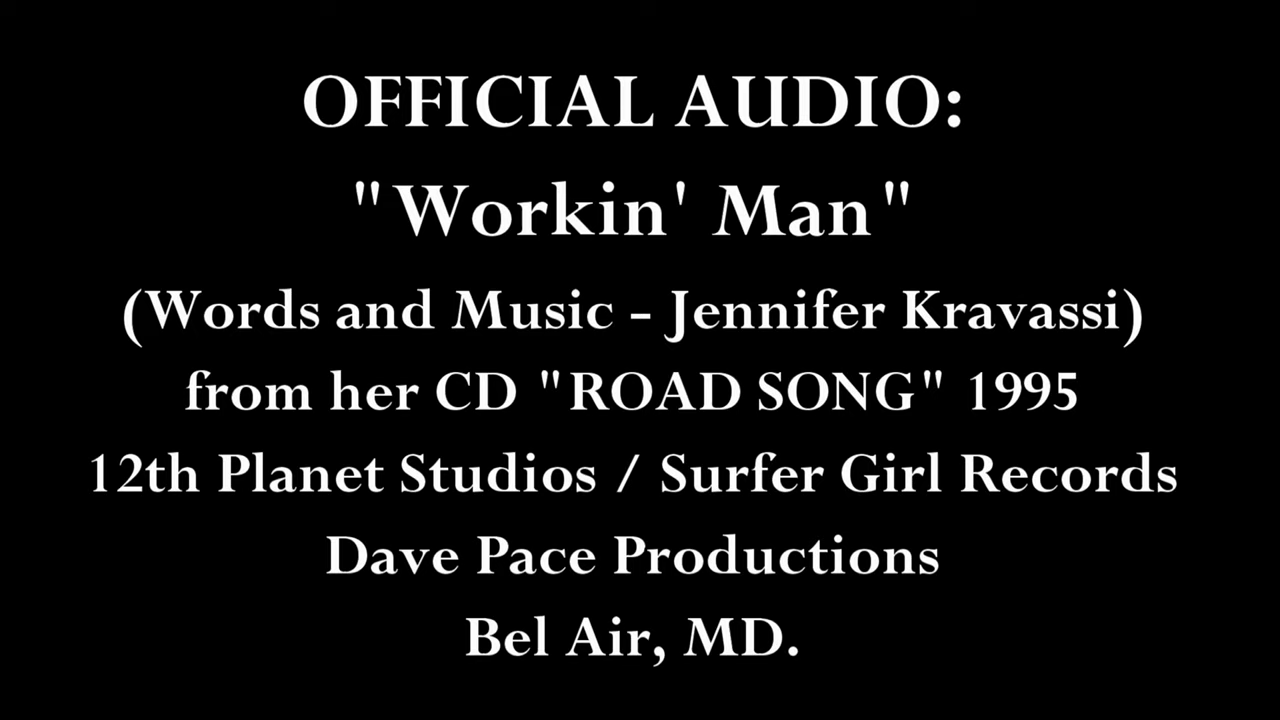 OFFICIAL AUDIO:
"Workin' Man"
(Words and Music - Jennifer Kravassi)
from her CD "ROAD SONG" 1995
12th Planet Studios / Surfer Girl Records
Dave Pace Productions
Bel Air, MD.